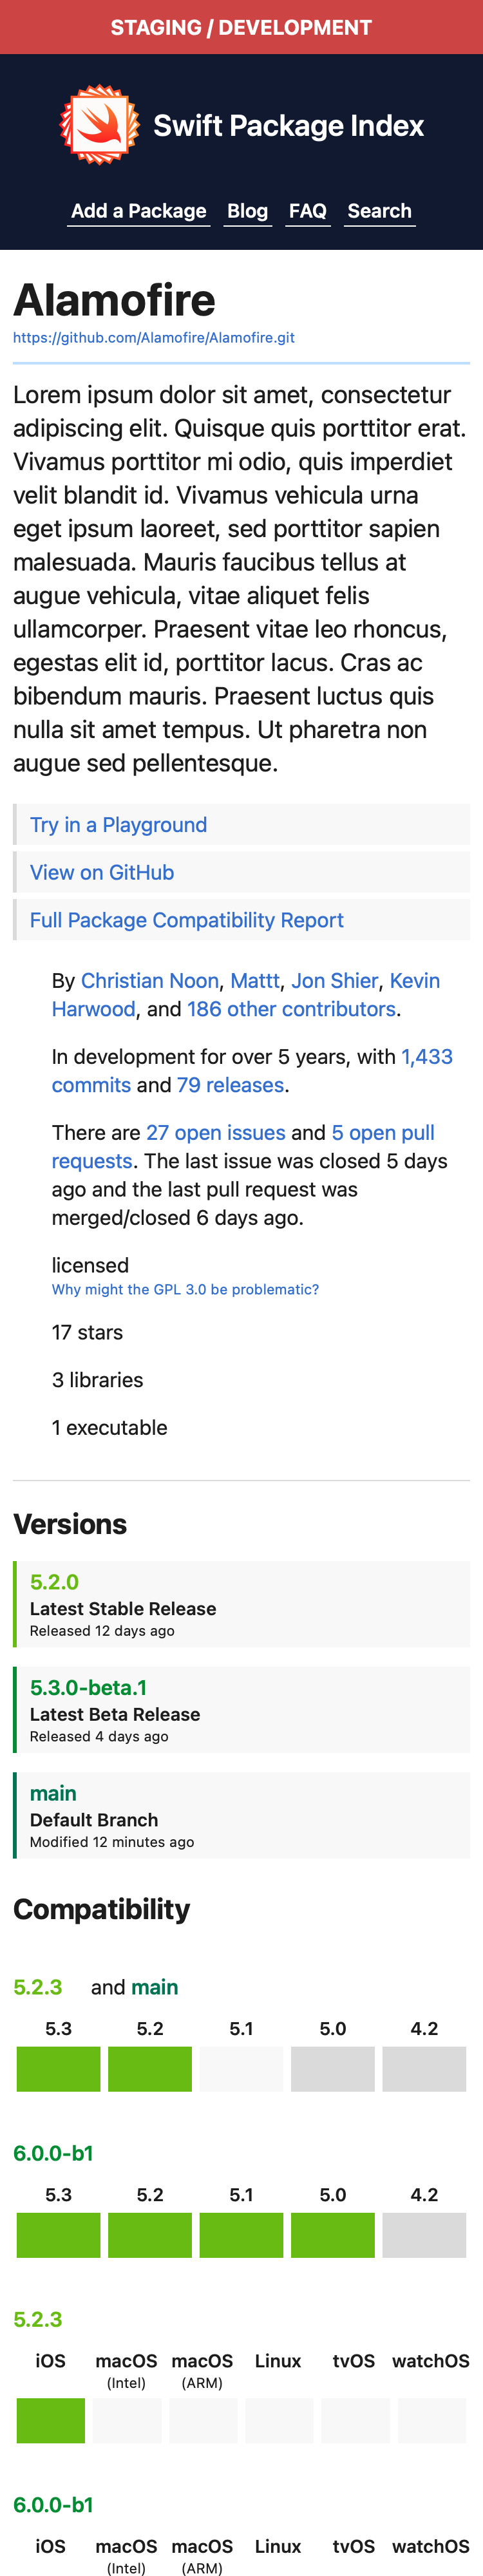 STAGING / DEVELOPMENT
Swift Package Index
Add a Package Blog FAQ Search
Alamofire
https://github.com/Alamofire/Alamofire.git
Lorem ipsum dolor sit amet, consectetur
adipiscing elit. Quisque quis porttitor erat.
Vivamus porttitor mi odio, quis imperdiet
velit blandit id. Vivamus vehicula urna
eget ipsum laoreet, sed porttitor sapien
malesuada. Mauris faucibus tellus at
augue vehicula, vitae aliquet felis
ullamcorper. Praesent vitae leo rhoncus,
egestas elit id, porttitor lacus. Cras ac
bibendum mauris. Praesent luctus quis
nulla sit amet tempus. Ut pharetra non
augue sed pellentesque.
Try in a Playground
View on GitHub
Full Package Compatibility Report
By Christian Noon, Mattt, Jon Shier, Kevin
Harwood, and 186 other contributors.
In development for over 5 years, with 1,433
commits and 79 releases.
There are 27 open issues and 5 open pull
requests. The last issue was closed 5 days
ago and the last pull request was
merged/closed 6 days ago.
licensed
Why might the GPL 3.0 be problematic?
17 stars
3 libraries
1 executable
Versions
5.2.0
Latest Stable Release
Released 12 days ago
5.3.0-beta.1
Latest Beta Release
Released 4 days ago
main
Default Branch
Modified 12 minutes ago
Compatibility
5.2.3 and main
5.3 5.2 5.1 5.0 4.2
6.0.0-b1
5.3 5.2 5.1 5.0 4.2
5.2.3
iOS macOS macOS Linux tvOS watchOS
(Intel) (ARM)
6.0.0-b1
iOS macOS macOS Linux tvOS watchOS
(Intel) (ARM)